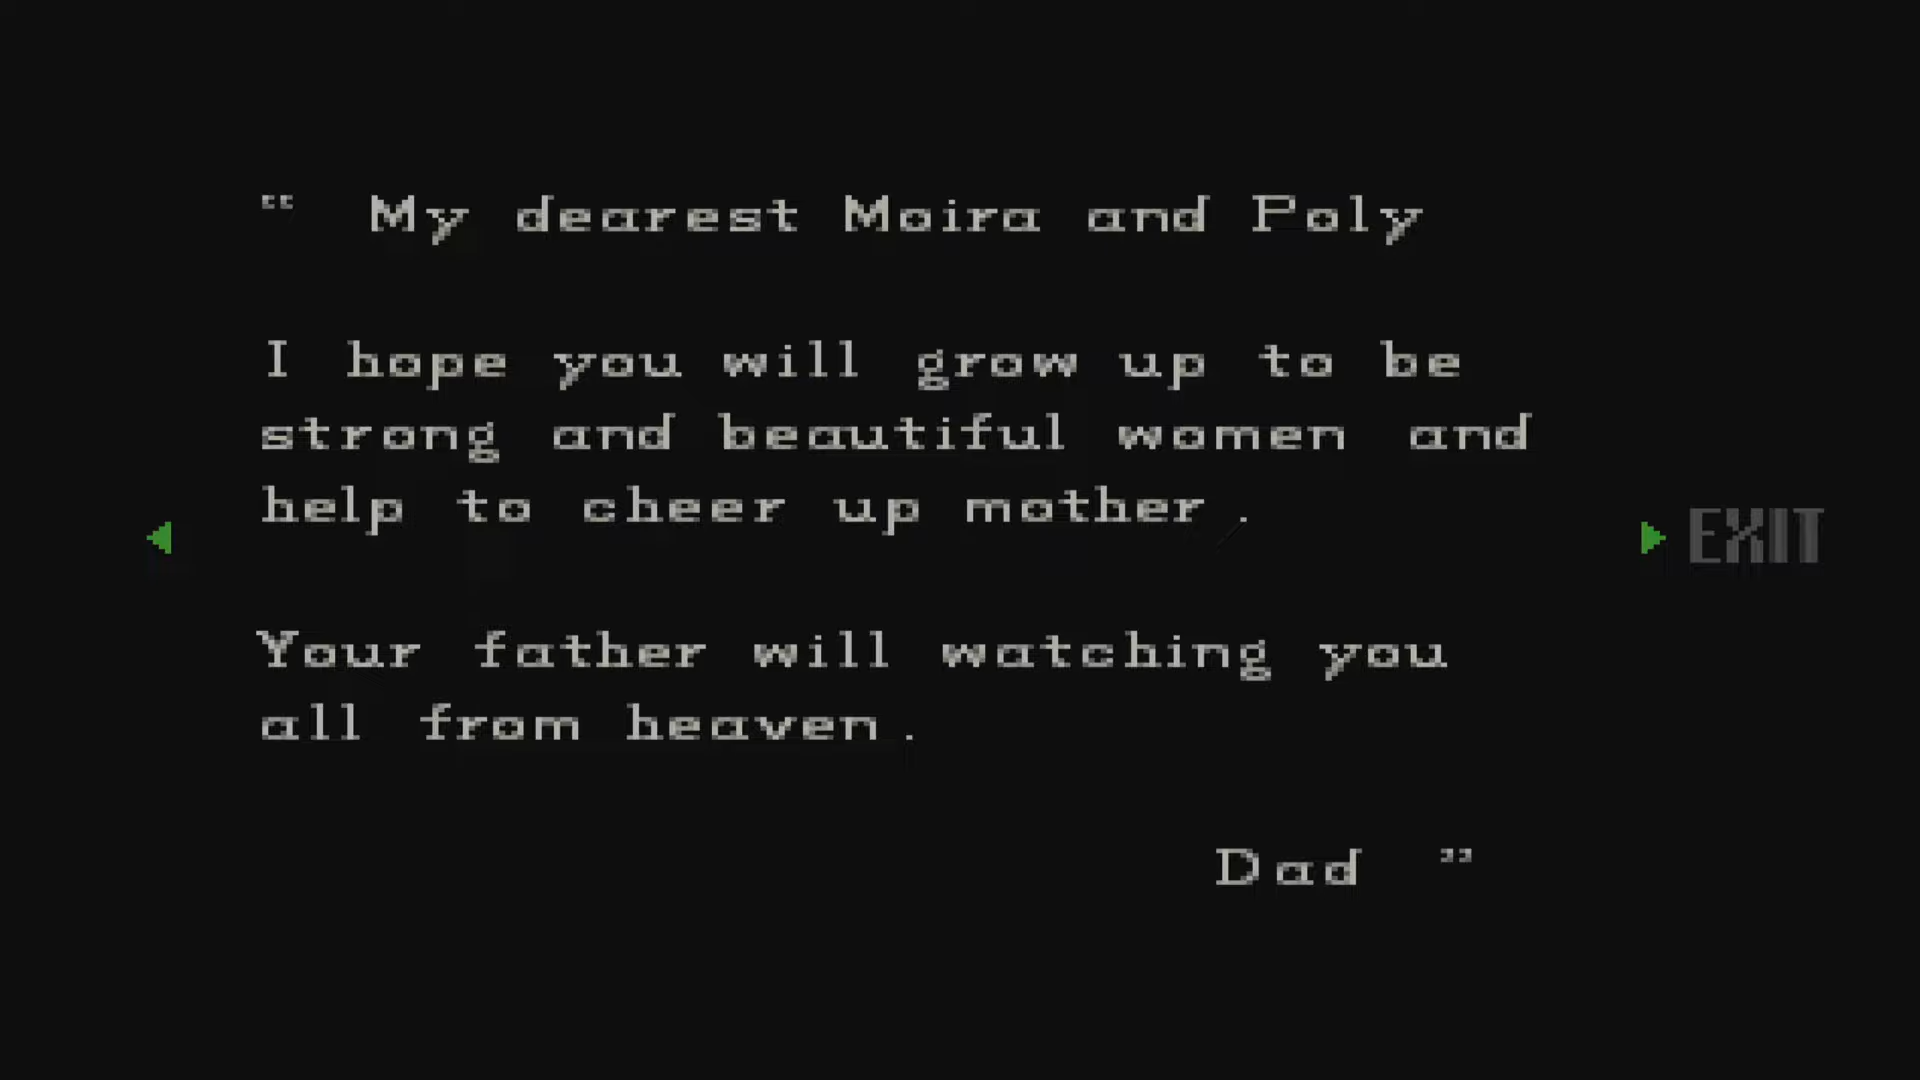 “ My dearest Moira and Poly
I hope you will grow up to be
strong and beautiful women and
help to cheer up mother.
EXIT
Your father will watching you
all from heaven.
Dad ”